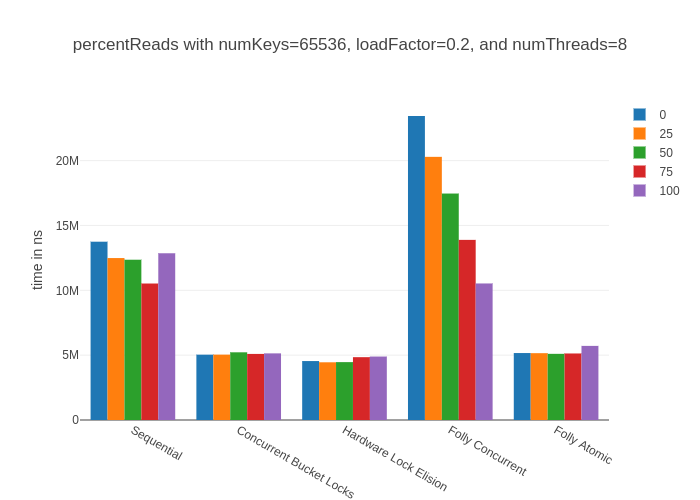 percentReads with numKeys=65536, loadFactor=0.2, and numThreads=8
0
25
50
75
100
20M
15M
10M
5M
0
time in ns
Sequential
Concurrent Bucket Locks
Hardware Lock Elision
Folly Concurrent
Folly Atomic